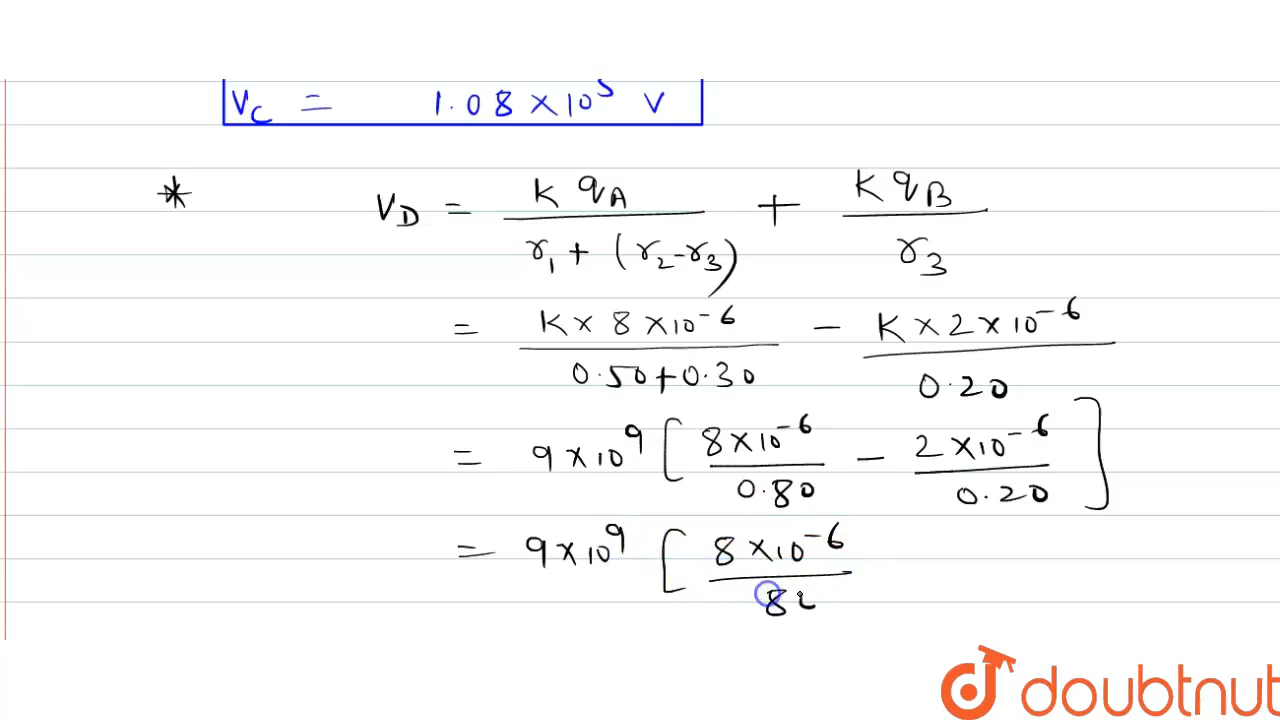 V_C = 1.08 × 10^5 V
* V_D = K q_A / r_1 + (r_2 - r_3) + K q_B / r_3
= K × 8 × 10^-6 / 0.50 + 0.30 - K × 2 × 10^-6 / 0.20
= 9 × 10^9 [ 8 × 10^-6 / 0.80 - 2 × 10^-6 / 0.20 ]
= 9 × 10^9 [ 8 × 10^-6 / 8
doubtnut